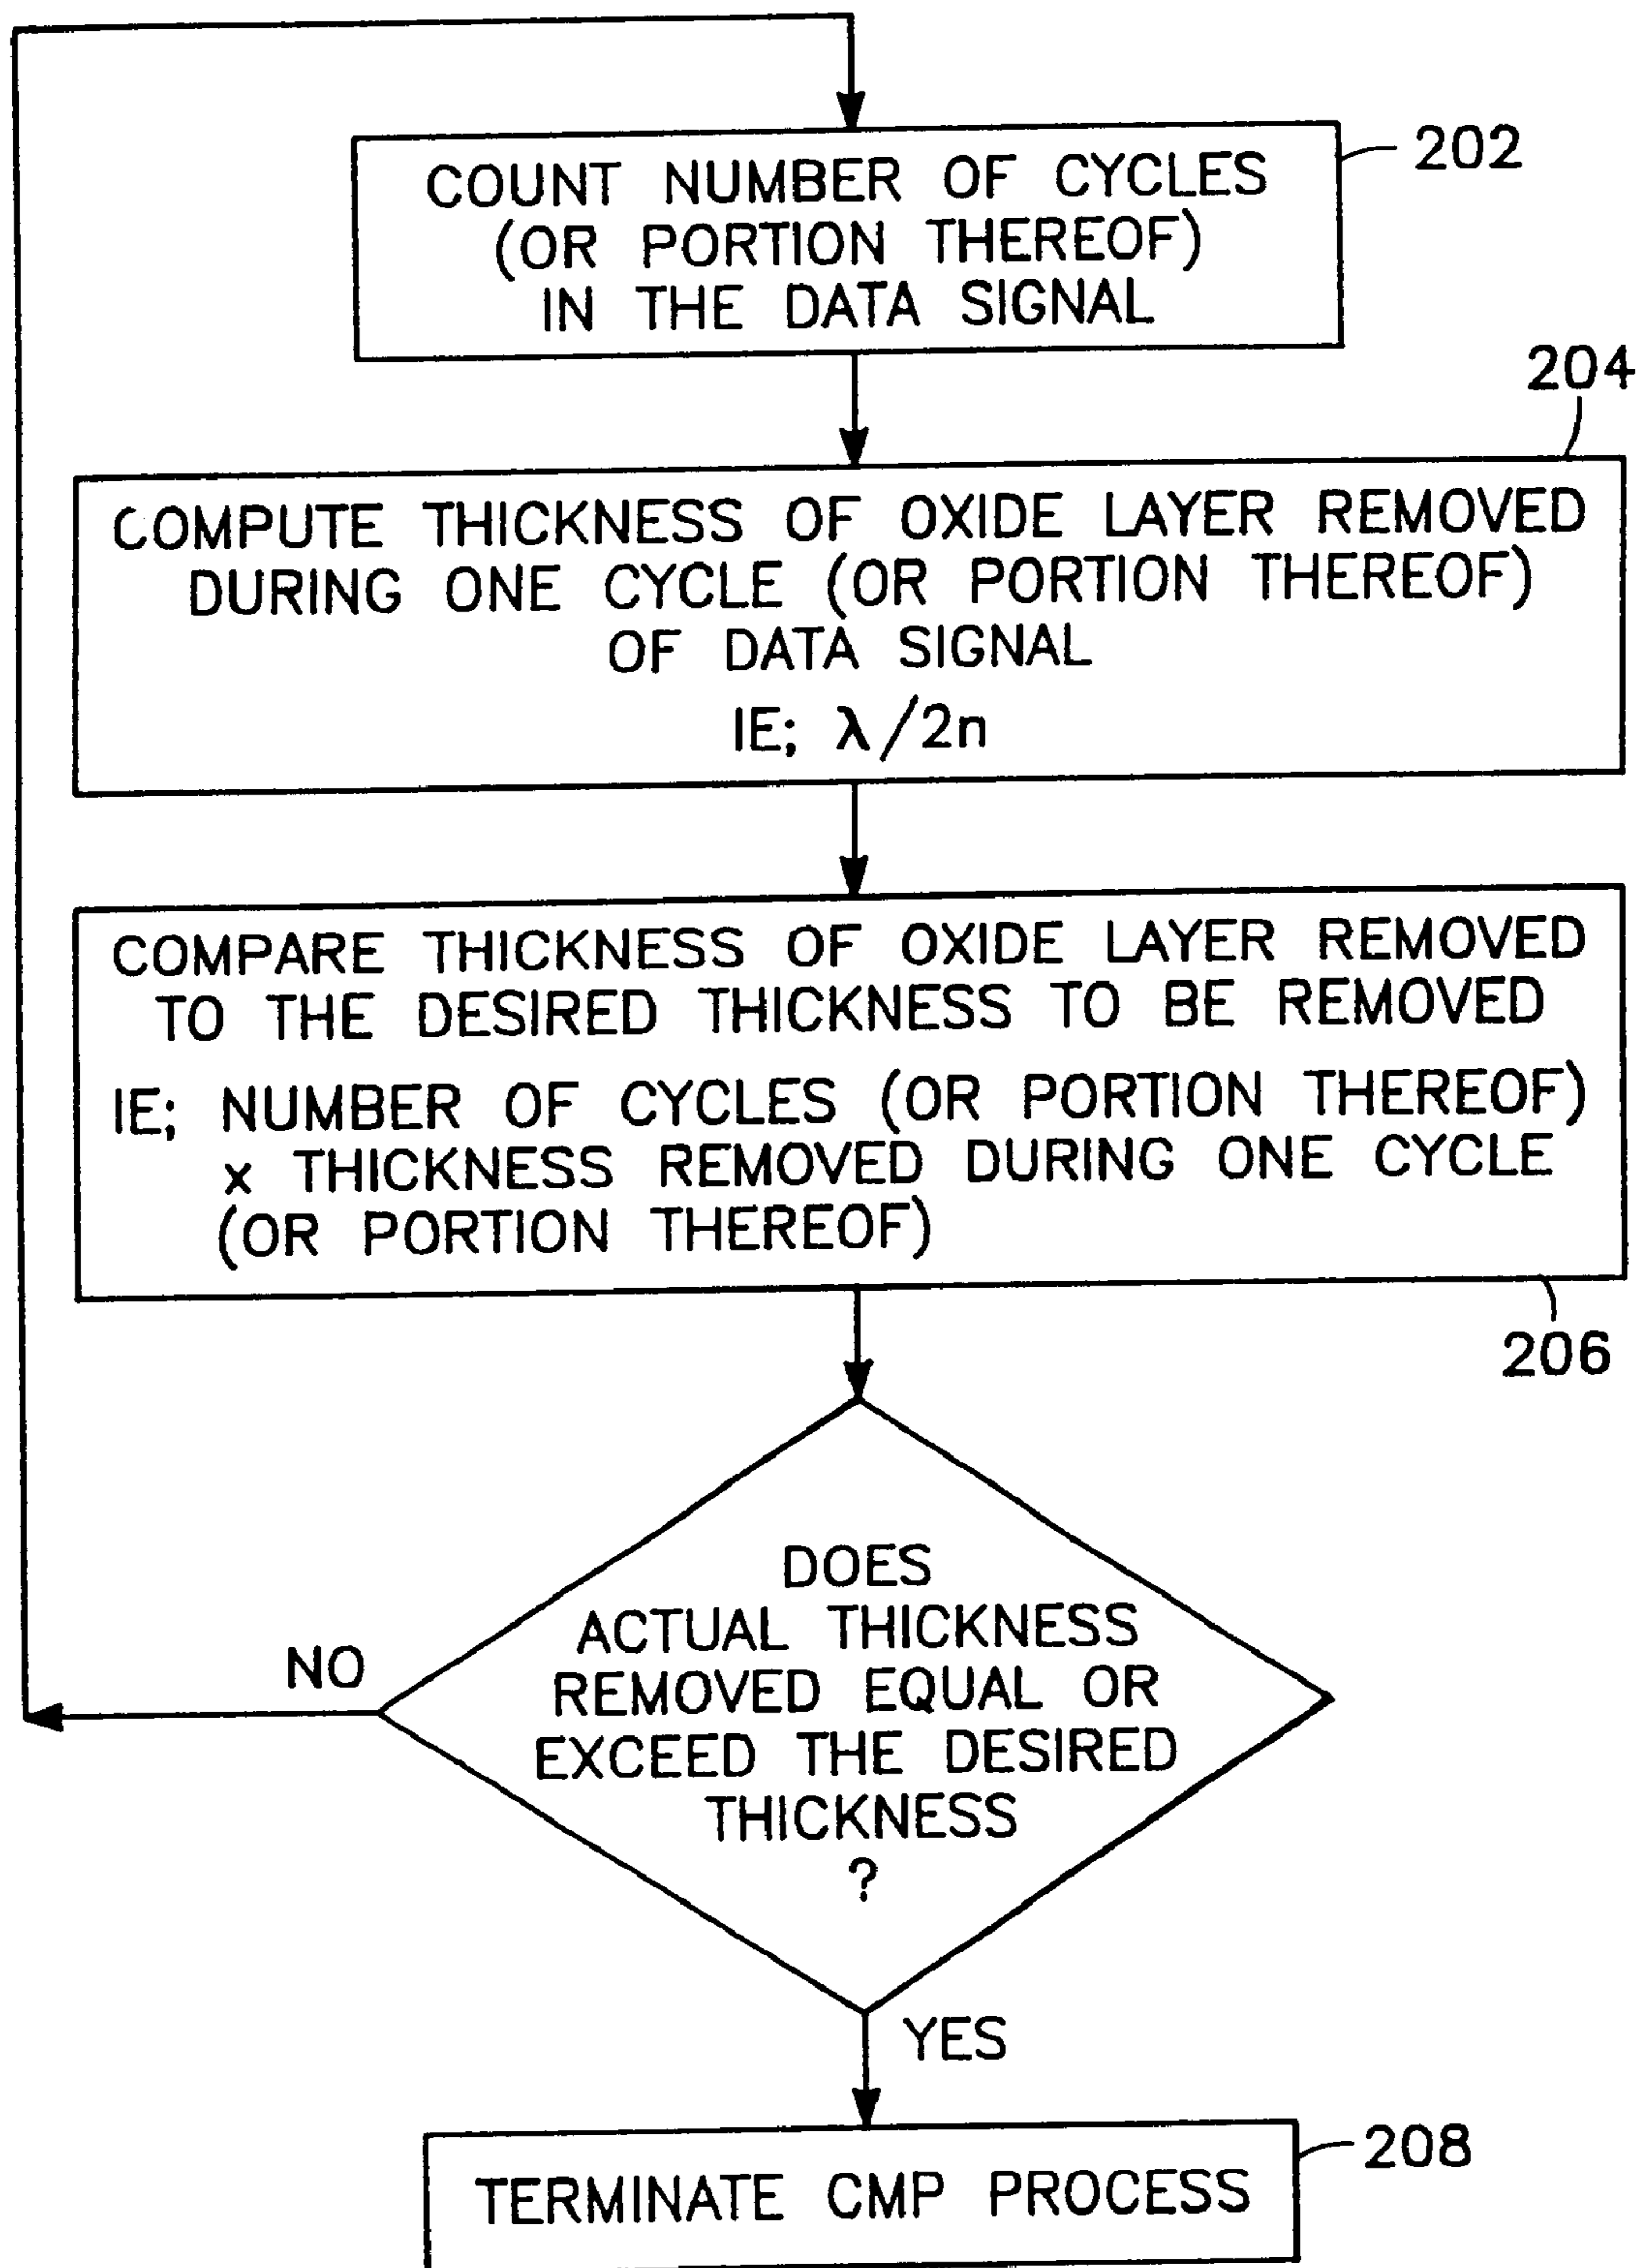 COUNT NUMBER OF CYCLES
(OR PORTION THEREOF)
IN THE DATA SIGNAL
202
204
COMPUTE THICKNESS OF OXIDE LAYER REMOVED
DURING ONE CYCLE (OR PORTION THEREOF)
OF DATA SIGNAL
IE; λ/2n
COMPARE THICKNESS OF OXIDE LAYER REMOVED
TO THE DESIRED THICKNESS TO BE REMOVED
IE; NUMBER OF CYCLES (OR PORTION THEREOF)
x THICKNESS REMOVED DURING ONE CYCLE
(OR PORTION THEREOF)
206
DOES
ACTUAL THICKNESS
REMOVED EQUAL OR
EXCEED THE DESIRED
THICKNESS
?
NO
YES
TERMINATE CMP PROCESS
208